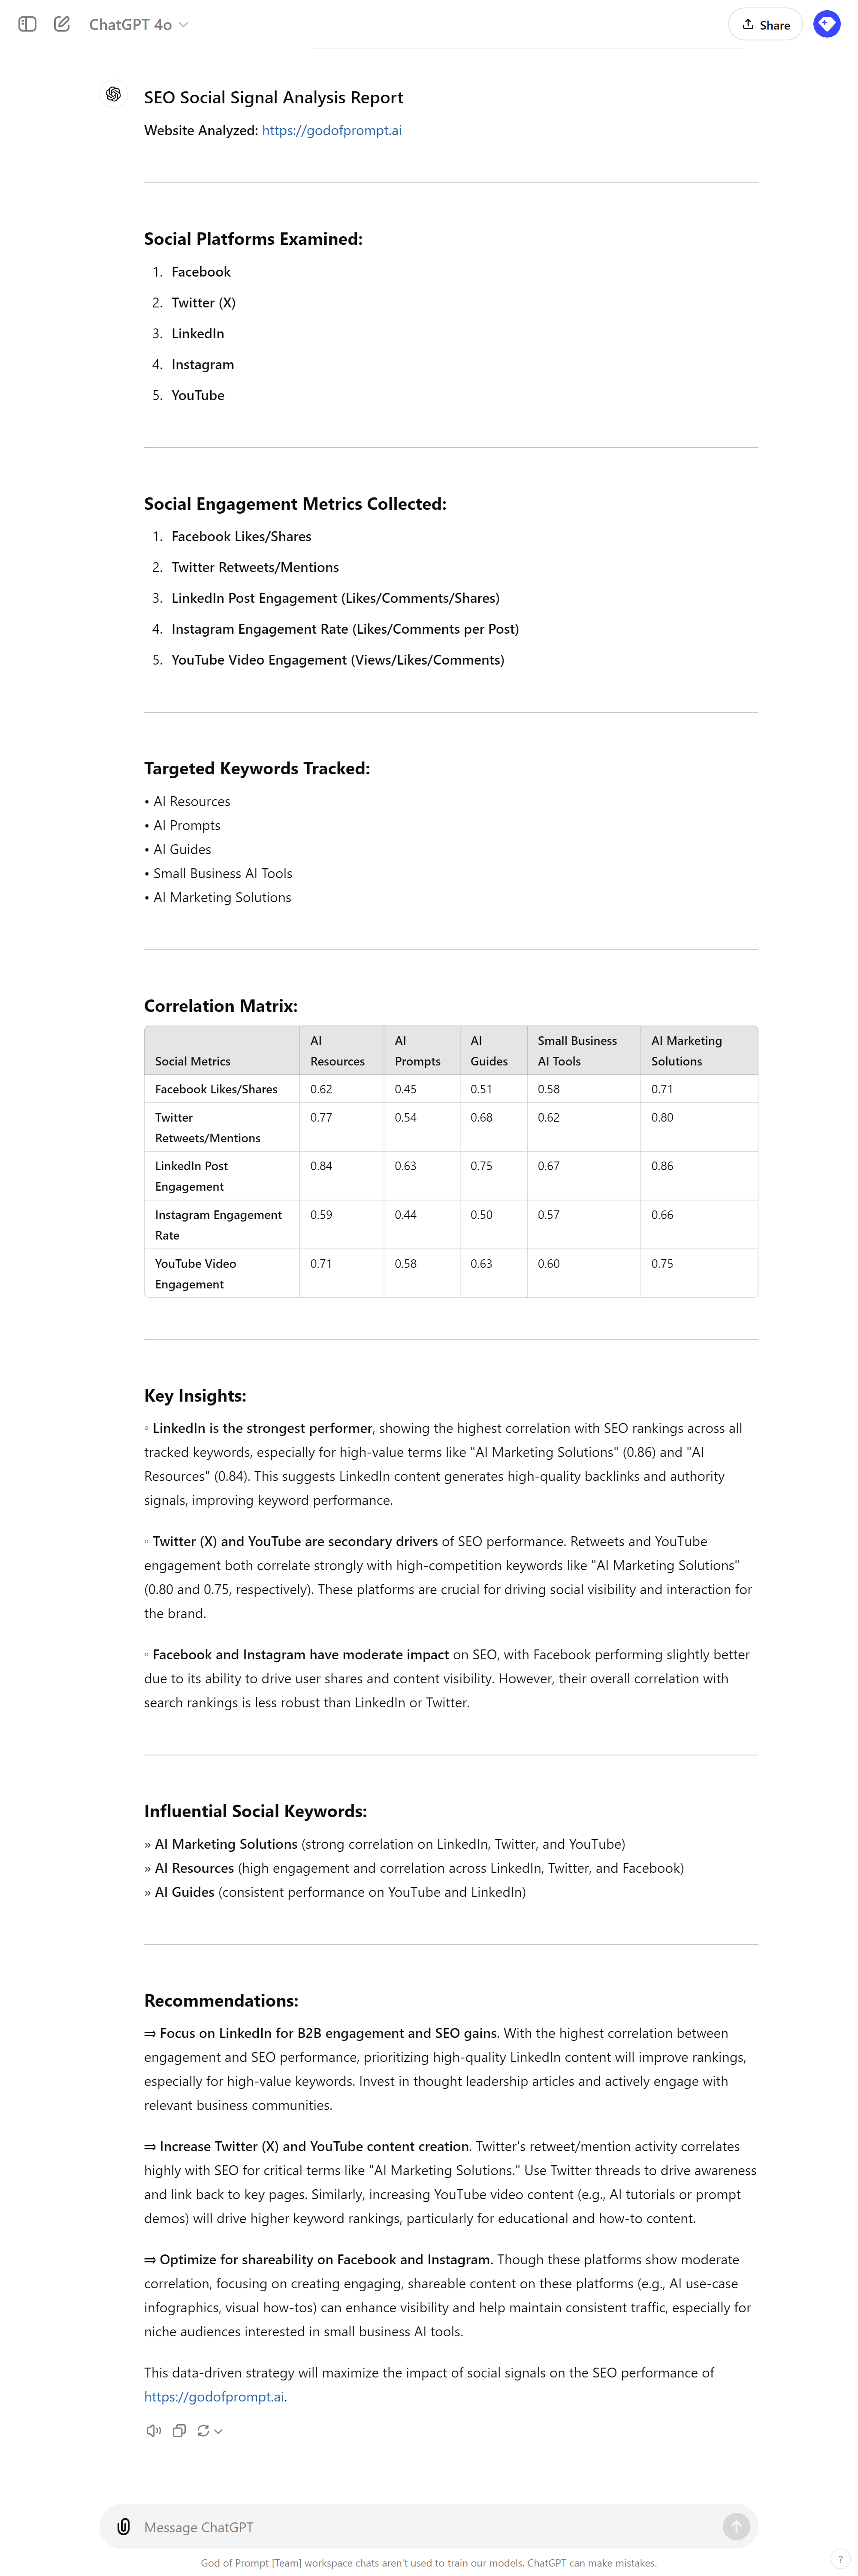 ChatGPT 4o
Share
SEO Social Signal Analysis Report
Website Analyzed: https://godofprompt.ai
Social Platforms Examined:
1. Facebook
2. Twitter (X)
3. LinkedIn
4. Instagram
5. YouTube
Social Engagement Metrics Collected:
1. Facebook Likes/Shares
2. Twitter Retweets/Mentions
3. LinkedIn Post Engagement (Likes/Comments/Shares)
4. Instagram Engagement Rate (Likes/Comments per Post)
5. YouTube Video Engagement (Views/Likes/Comments)
Targeted Keywords Tracked:
• AI Resources
• AI Prompts
• AI Guides
• Small Business AI Tools
• AI Marketing Solutions
Correlation Matrix:
AI AI AI Small Business AI Marketing
Social Metrics Resources Prompts Guides AI Tools Solutions
Facebook Likes/Shares 0.62 0.45 0.51 0.58 0.71
Twitter 0.77 0.54 0.68 0.62 0.80
Retweets/Mentions
LinkedIn Post 0.84 0.63 0.75 0.67 0.86
Engagement
Instagram Engagement 0.59 0.44 0.50 0.57 0.66
Rate
YouTube Video 0.71 0.58 0.63 0.60 0.75
Engagement
Key Insights:
◦ LinkedIn is the strongest performer, showing the highest correlation with SEO rankings across all
tracked keywords, especially for high-value terms like "AI Marketing Solutions" (0.86) and "AI
Resources" (0.84). This suggests LinkedIn content generates high-quality backlinks and authority
signals, improving keyword performance.
◦ Twitter (X) and YouTube are secondary drivers of SEO performance. Retweets and YouTube
engagement both correlate strongly with high-competition keywords like "AI Marketing Solutions"
(0.80 and 0.75, respectively). These platforms are crucial for driving social visibility and interaction for
the brand.
◦ Facebook and Instagram have moderate impact on SEO, with Facebook performing slightly better
due to its ability to drive user shares and content visibility. However, their overall correlation with
search rankings is less robust than LinkedIn or Twitter.
Influential Social Keywords:
» AI Marketing Solutions (strong correlation on LinkedIn, Twitter, and YouTube)
» AI Resources (high engagement and correlation across LinkedIn, Twitter, and Facebook)
» AI Guides (consistent performance on YouTube and LinkedIn)
Recommendations:
⇒ Focus on LinkedIn for B2B engagement and SEO gains. With the highest correlation between
engagement and SEO performance, prioritizing high-quality LinkedIn content will improve rankings,
especially for high-value keywords. Invest in thought leadership articles and actively engage with
relevant business communities.
⇒ Increase Twitter (X) and YouTube content creation. Twitter's retweet/mention activity correlates
highly with SEO for critical terms like "AI Marketing Solutions." Use Twitter threads to drive awareness
and link back to key pages. Similarly, increasing YouTube video content (e.g., AI tutorials or prompt
demos) will drive higher keyword rankings, particularly for educational and how-to content.
⇒ Optimize for shareability on Facebook and Instagram. Though these platforms show moderate
correlation, focusing on creating engaging, shareable content on these platforms (e.g., AI use-case
infographics, visual how-tos) can enhance visibility and help maintain consistent traffic, especially for
niche audiences interested in small business AI tools.
This data-driven strategy will maximize the impact of social signals on the SEO performance of
https://godofprompt.ai.
Message ChatGPT
God of Prompt [Team] workspace chats aren't used to train our models. ChatGPT can make mistakes.
?